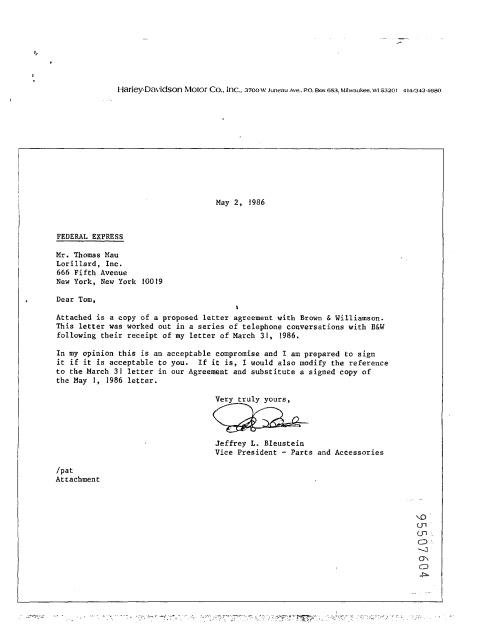 Harley-Davidson Motor Co., Inc., 3700 W. Juneau Ave., P.O. Box 653, Milwaukee, WI 53201 414/342-4680
May 2, 1986
FEDERAL EXPRESS
Mr. Thomas Mau
Lorillard, Inc.
666 Fifth Avenue
New York, New York 10019
Dear Tom,
Attached is a copy of a proposed letter agreement with Brown & Williamson.
This letter was worked out in a series of telephone conversations with B&W
following their receipt of my letter of March 31, 1986.
In my opinion this is an acceptable compromise and I am prepared to sign
it if it is acceptable to you. If it is, I would also modify the reference
to the March 31 letter in our Agreement and substitute a signed copy of
the May 1, 1986 letter.
Very truly yours,
Jeffrey L. Bleustein
Vice President - Parts and Accessories
/pat
Attachment
95507604